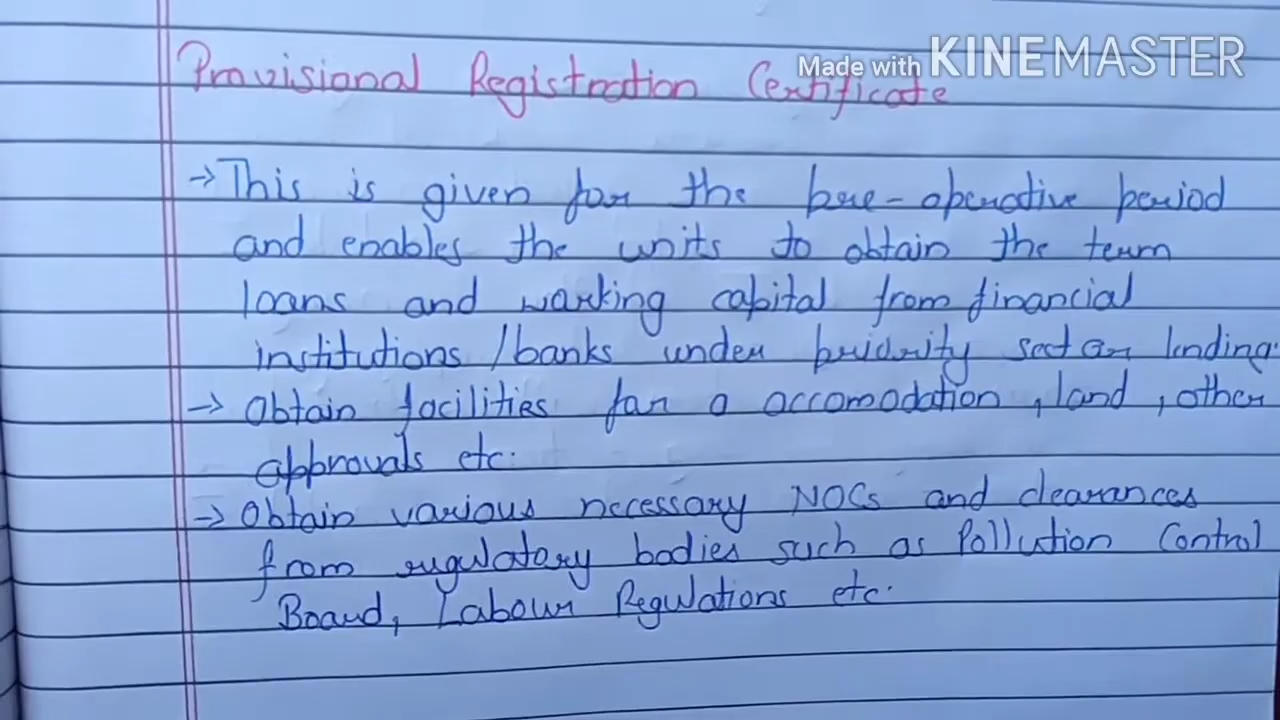 Made with KINEMASTER
Provisional Registration Certificate
→ This is given for the pre-operative period
and enables the units to obtain the term
loans and working capital from financial
institutions /banks under priority sector lending.
→ Obtain facilities for a accomodation, land, other
approvals etc.
→ Obtain various necessary NOCs and clearances
from regulatory bodies such as Pollution Control
Board, Labour Regulations etc.